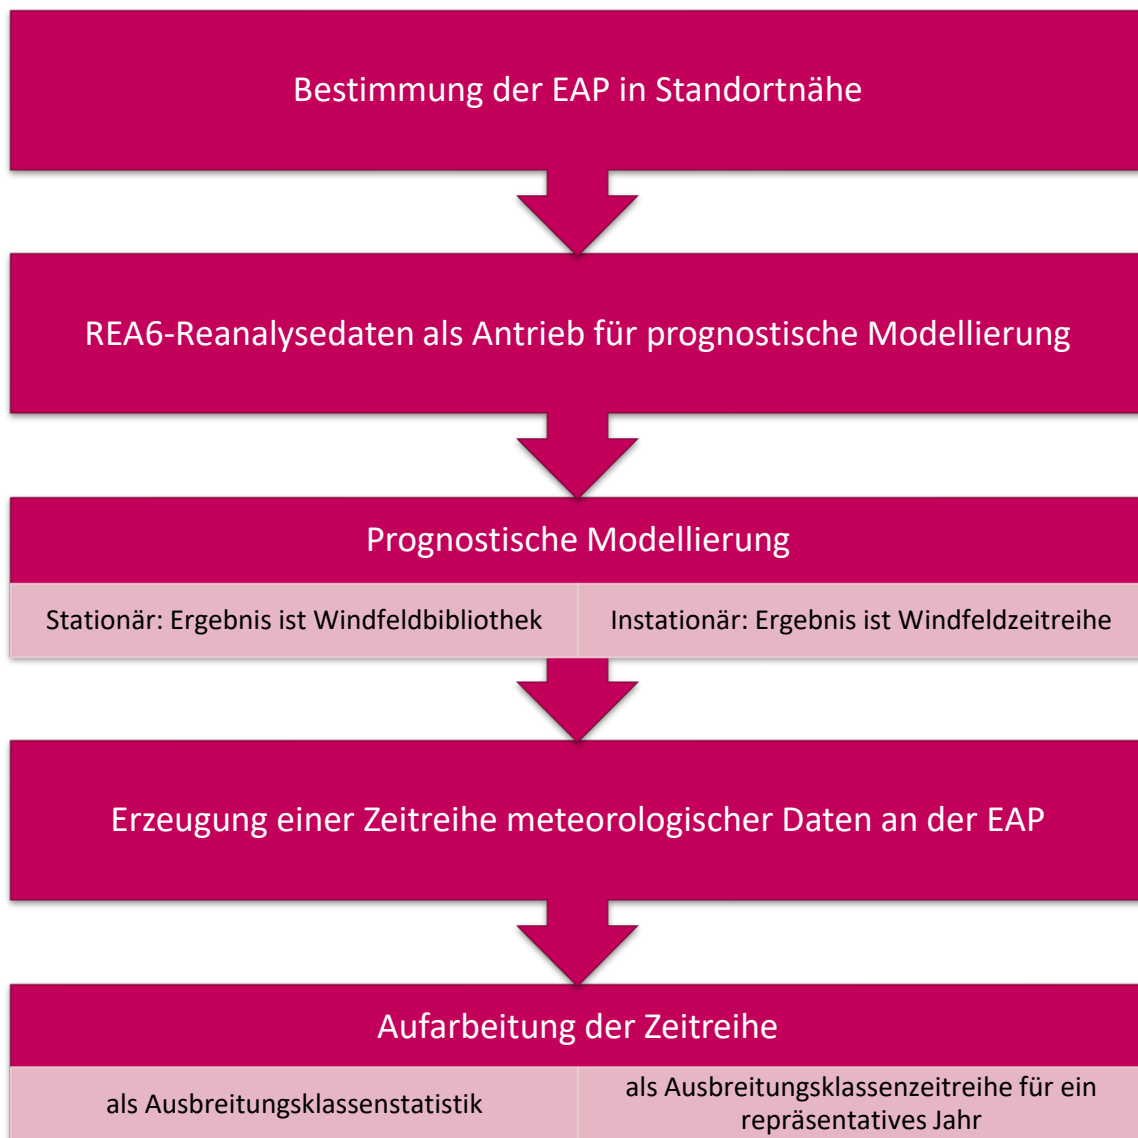 Bestimmung der EAP in Standortnähe
REA6-Reanalysedaten als Antrieb für prognostische Modellierung
Prognostische Modellierung
Stationär: Ergebnis ist Windfeldbibliothek
Instationär: Ergebnis ist Windfeldzeitreihe
Erzeugung einer Zeitreihe meteorologischer Daten an der EAP
Aufarbeitung der Zeitreihe
als Ausbreitungsklassenstatistik
als Ausbreitungsklassenzeitreihe für ein
repräsentatives Jahr